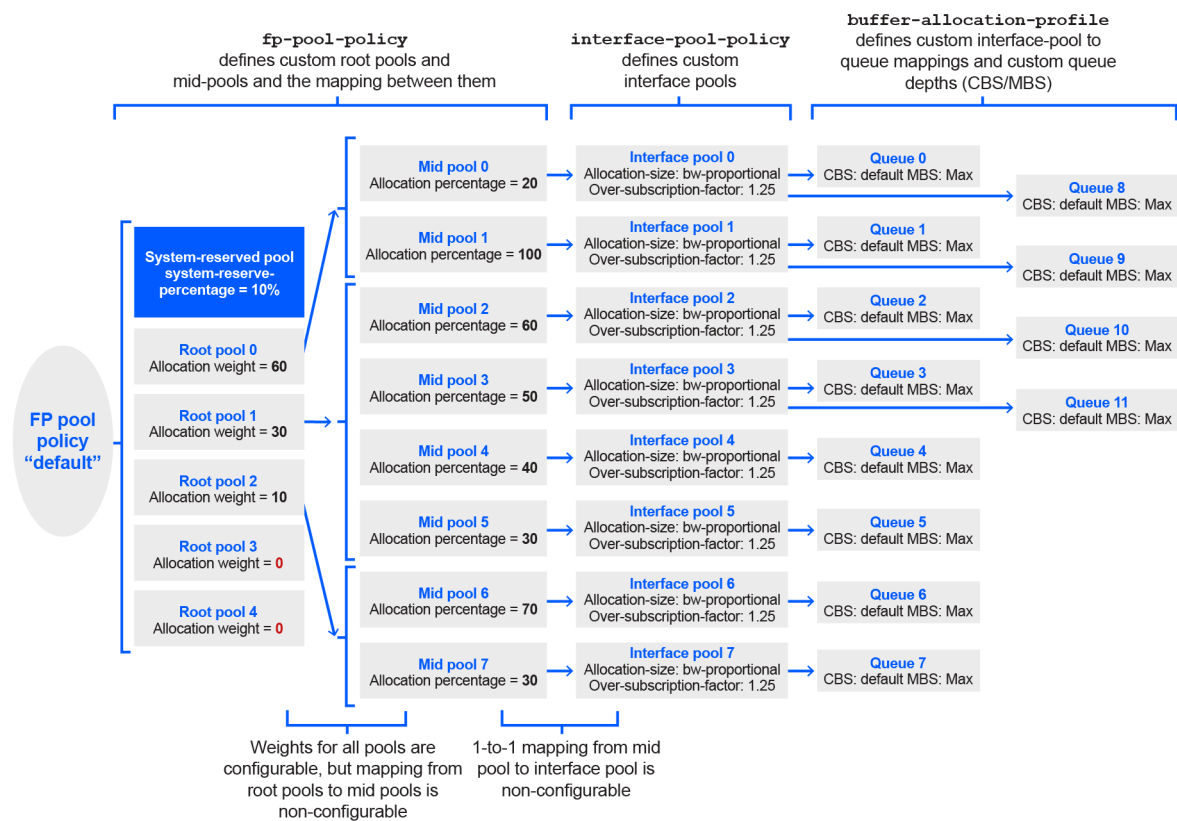 fp-pool-policy
defines custom root pools and
mid-pools and the mapping between them
interface-pool-policy
defines custom
interface pools
buffer-allocation-profile
defines custom interface-pool to
queue mappings and custom queue
depths (CBS/MBS)
FP pool
policy
“default”
System-reserved pool
system-reserve-
percentage = 10%
Root pool 0
Allocation weight = 60
Root pool 1
Allocation weight = 30
Root pool 2
Allocation weight = 10
Root pool 3
Allocation weight = 0
Root pool 4
Allocation weight = 0
Mid pool 0
Allocation percentage = 20
Mid pool 1
Allocation percentage = 100
Mid pool 2
Allocation percentage = 60
Mid pool 3
Allocation percentage = 50
Mid pool 4
Allocation percentage = 40
Mid pool 5
Allocation percentage = 30
Mid pool 6
Allocation percentage = 70
Mid pool 7
Allocation percentage = 30
Interface pool 0
Allocation-size: bw-proportional
Over-subscription-factor: 1.25
Interface pool 1
Allocation-size: bw-proportional
Over-subscription-factor: 1.25
Interface pool 2
Allocation-size: bw-proportional
Over-subscription-factor: 1.25
Interface pool 3
Allocation-size: bw-proportional
Over-subscription-factor: 1.25
Interface pool 4
Allocation-size: bw-proportional
Over-subscription-factor: 1.25
Interface pool 5
Allocation-size: bw-proportional
Over-subscription-factor: 1.25
Interface pool 6
Allocation-size: bw-proportional
Over-subscription-factor: 1.25
Interface pool 7
Allocation-size: bw-proportional
Over-subscription-factor: 1.25
Queue 0
CBS: default MBS: Max
Queue 1
CBS: default MBS: Max
Queue 2
CBS: default MBS: Max
Queue 3
CBS: default MBS: Max
Queue 4
CBS: default MBS: Max
Queue 5
CBS: default MBS: Max
Queue 6
CBS: default MBS: Max
Queue 7
CBS: default MBS: Max
Queue 8
CBS: default MBS: Max
Queue 9
CBS: default MBS: Max
Queue 10
CBS: default MBS: Max
Queue 11
CBS: default MBS: Max
Weights for all pools are
configurable, but mapping from
root pools to mid pools is
non-configurable
1-to-1 mapping from mid
pool to interface pool is
non-configurable